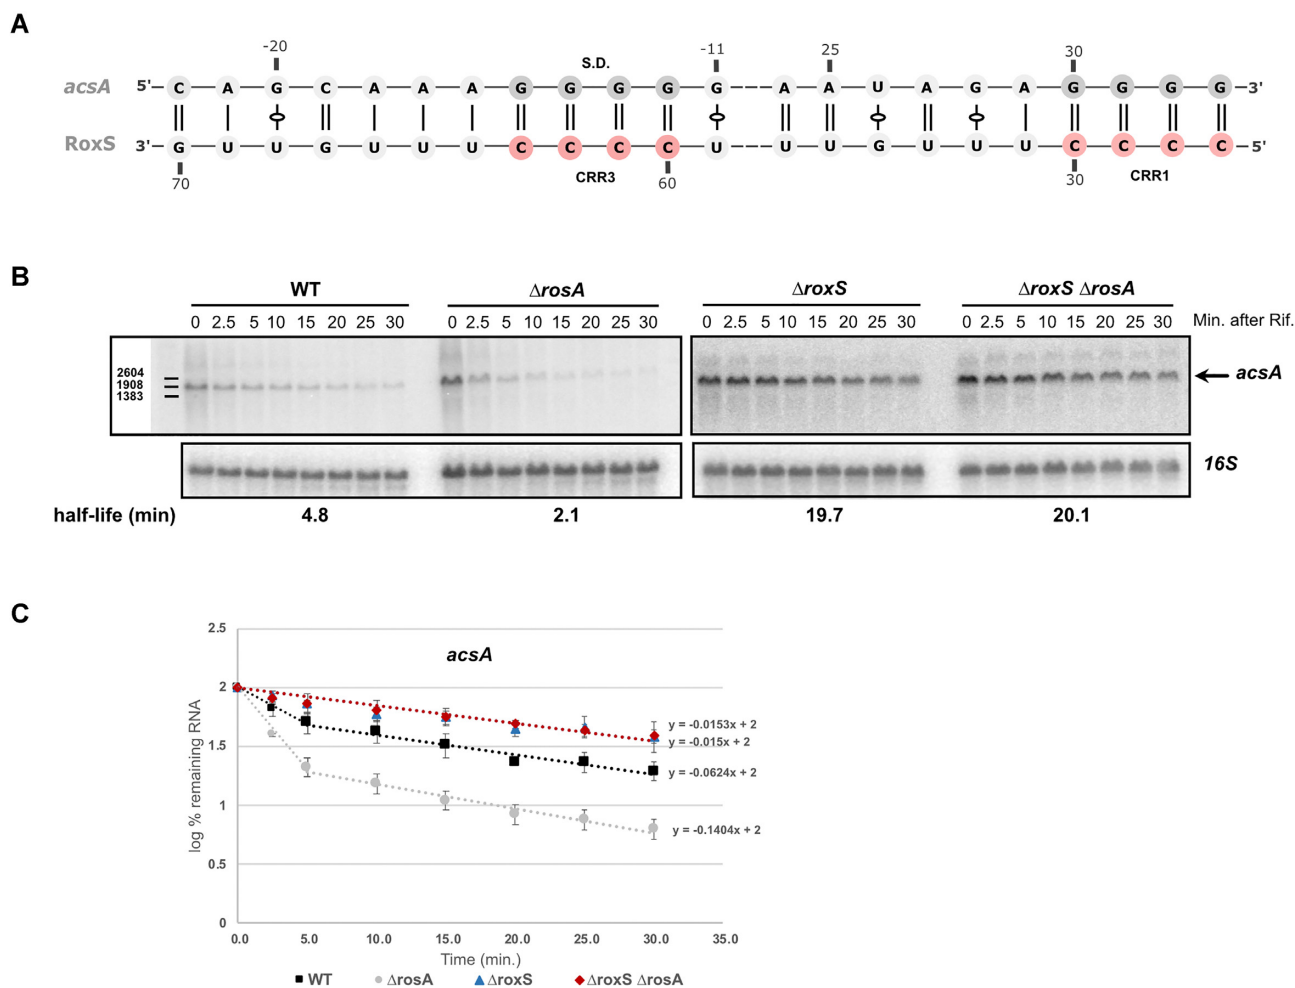 A
-20 S.D. -11 25 30
acsA 5' C A G C A A A G G G G G A A U A G A G G G G 3'
RoxS 3' G U U G U U U C C C C U U U G U U U C C C C 5'
70 CRR3 60 30 CRR1
B
WT ΔrosA ΔroxS ΔroxS ΔrosA
0 2.5 5 10 15 20 25 30 0 2.5 5 10 15 20 25 30 0 2.5 5 10 15 20 25 30 0 2.5 5 10 15 20 25 30 Min. after Rif.
2604
1908
1383
acsA
16S
half-life (min) 4.8 2.1 19.7 20.1
C
acsA
2.5
2
1.5
1
0.5
0
log % remaining RNA
y = -0.0153x + 2
y = -0.015x + 2
y = -0.0624x + 2
y = -0.1404x + 2
0.0 5.0 10.0 15.0 20.0 25.0 30.0 35.0
Time (min.)
WT ΔrosA ΔroxS ΔroxS ΔrosA